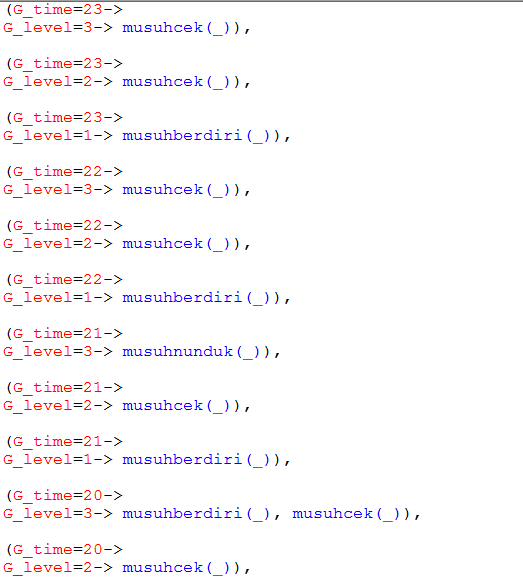 (G_time=23->
G_level=3-> musuhcek(_)),
(G_time=23->
G_level=2-> musuhcek(_)),
(G_time=23->
G_level=1-> musuhberdiri(_)),
(G_time=22->
G_level=3-> musuhcek(_)),
(G_time=22->
G_level=2-> musuhcek(_)),
(G_time=22->
G_level=1-> musuhberdiri(_)),
(G_time=21->
G_level=3-> musuhnunduk(_)),
(G_time=21->
G_level=2-> musuhcek(_)),
(G_time=21->
G_level=1-> musuhberdiri(_)),
(G_time=20->
G_level=3-> musuhberdiri(_), musuhcek(_)),
(G_time=20->
G_level=2-> musuhcek(_)),